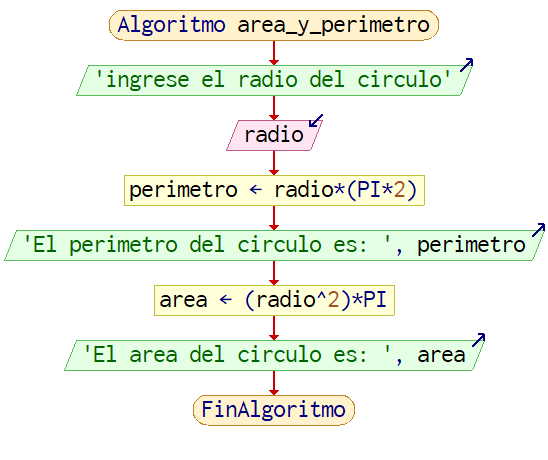 Algoritmo area_y_perimetro
'ingrese el radio del circulo'
radio
perimetro ← radio*(PI*2)
'El perimetro del circulo es: ', perimetro
area ← (radio^2)*PI
'El area del circulo es: ', area
FinAlgoritmo